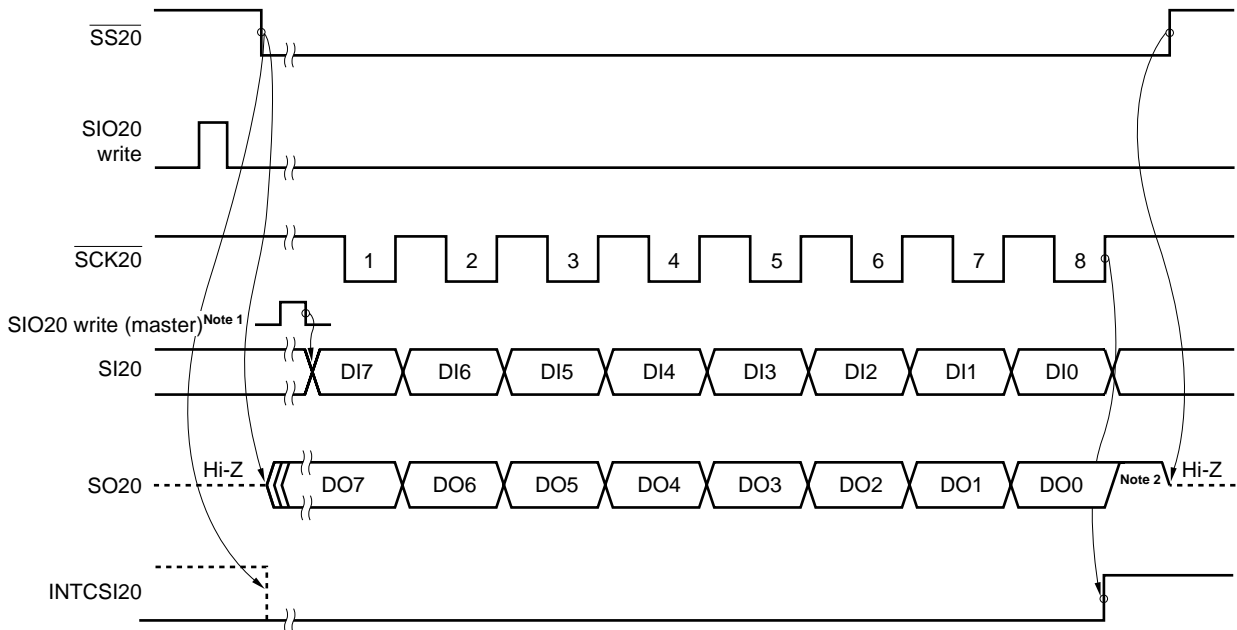 SS20
SIO20
write
SCK20
1 2 3 4 5 6 7 8
SIO20 write (master)Note 1
SI20
DI7 DI6 DI5 DI4 DI3 DI2 DI1 DI0
Hi-Z
SO20
DO7 DO6 DO5 DO4 DO3 DO2 DO1 DO0
Note 2
Hi-Z
INTCSI20